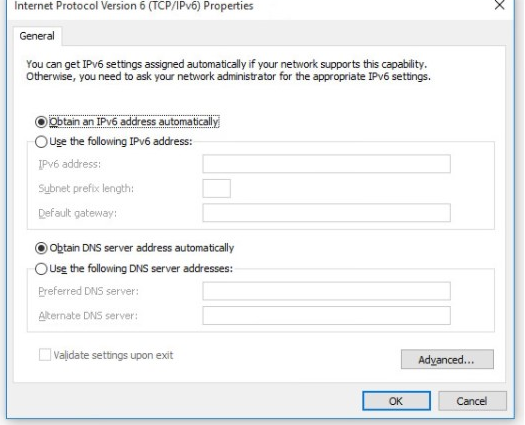 Internet Protocol Version 6 (TCP/IPv6) Properties
General
You can get IPv6 settings assigned automatically if your network supports this capability.
Otherwise, you need to ask your network administrator for the appropriate IPv6 settings.
Obtain an IPv6 address automatically
Use the following IPv6 address:
IPv6 address:
Subnet prefix length:
Default gateway:
Obtain DNS server address automatically
Use the following DNS server addresses:
Preferred DNS server:
Alternate DNS server:
Validate settings upon exit
Advanced...
OK Cancel